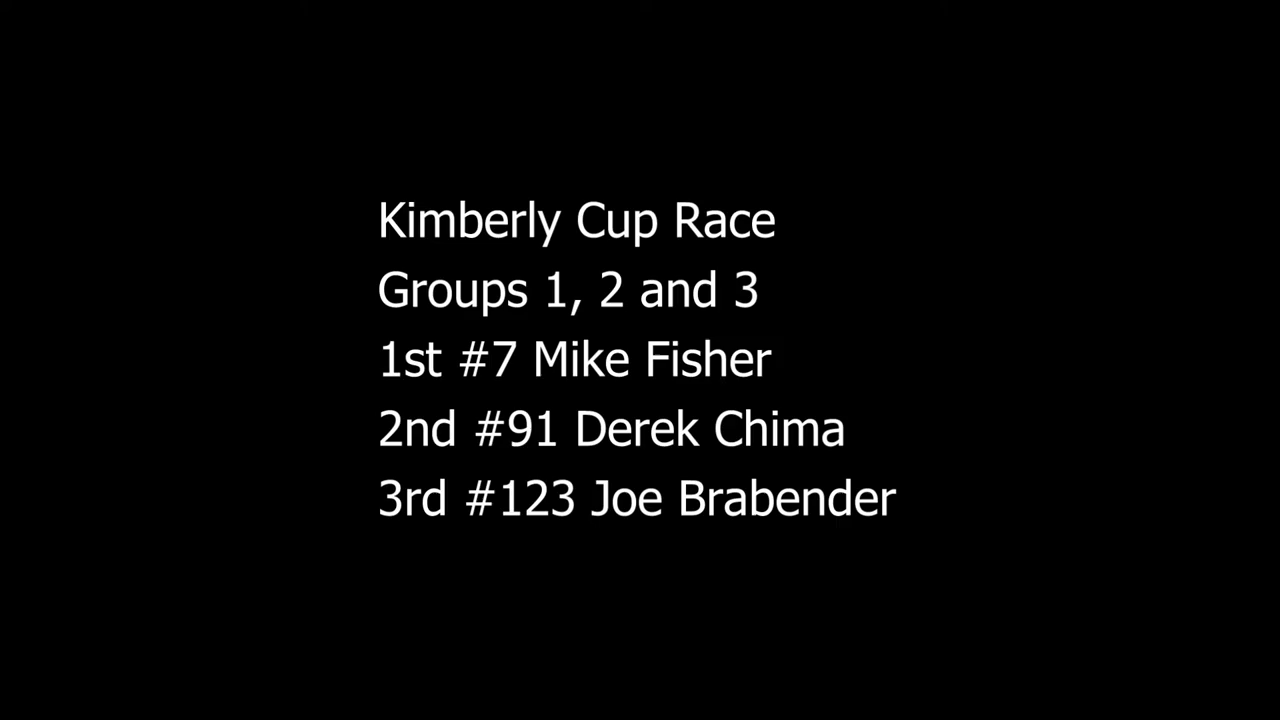 Kimberly Cup Race
Groups 1, 2 and 3
1st #7 Mike Fisher
2nd #91 Derek Chima
3rd #123 Joe Brabender